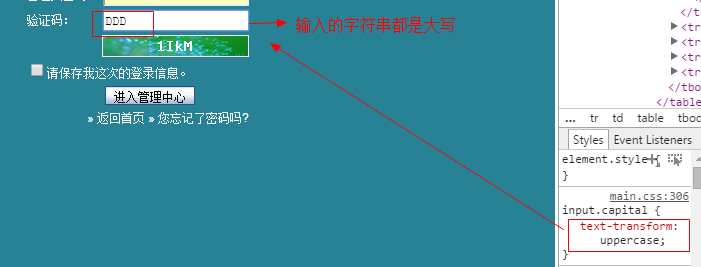 验证码:
DDD
输入的字符串都是大写
1IkM
请保存我这次的登录信息。
进入管理中心
» 返回首页 » 您忘记了密码吗?
</t
▶ <tr
▶ <tr
▶ <tr
▶ <tr
</tbo
</table
... tr td table tbod
Styles Event Listeners
element.style
}
main.css:306
input.capital {
text-transform:
uppercase;
}